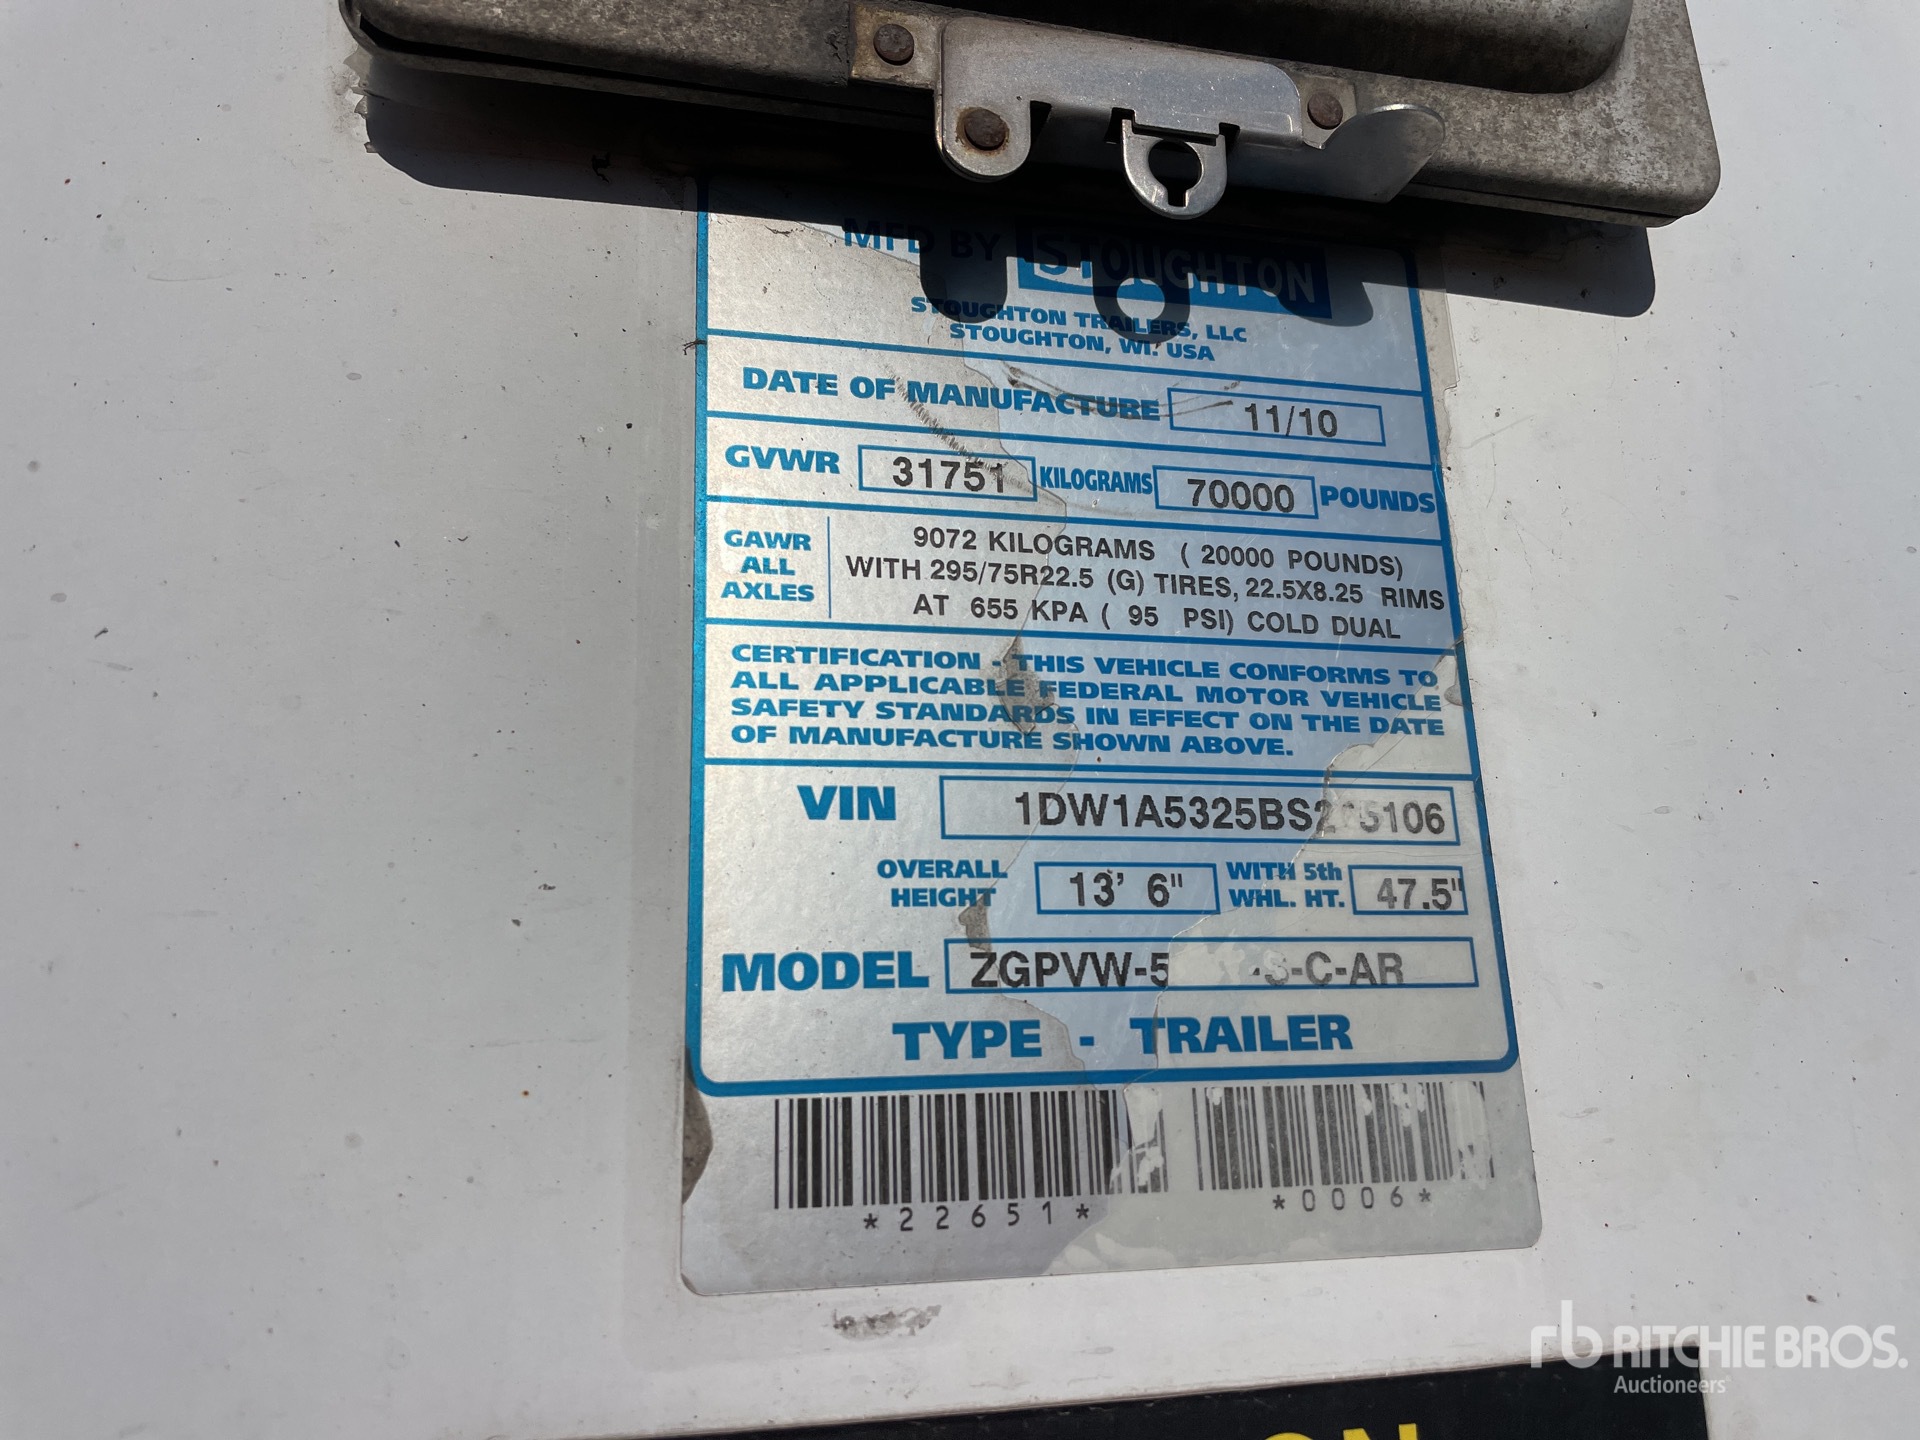 MFD BY STOUGHTON
STOUGHTON TRAILERS, LLC
STOUGHTON, WI. USA
DATE OF MANUFACTURE 11/10
GVWR 31751 KILOGRAMS 70000 POUNDS
GAWR ALL AXLES
9072 KILOGRAMS ( 20000 POUNDS)
WITH 295/75R22.5 (G) TIRES, 22.5X8.25 RIMS
AT 655 KPA ( 95 PSI) COLD DUAL
CERTIFICATION - THIS VEHICLE CONFORMS TO
ALL APPLICABLE FEDERAL MOTOR VEHICLE
SAFETY STANDARDS IN EFFECT ON THE DATE
OF MANUFACTURE SHOWN ABOVE.
VIN
OVERALL HEIGHT 13' 6" WITH 5th WHL. HT. 47.5"
MODEL
TYPE - TRAILER
*22651* *0006*
rb RITCHIE BROS.
Auctioneers